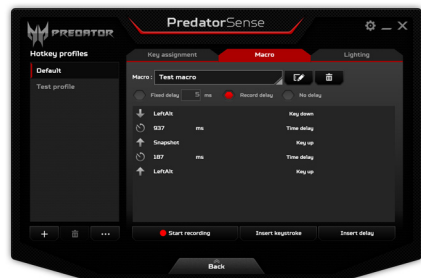 PREDATOR
PredatorSense
Hotkey profiles
Key assignment Macro Lighting
Default
Test profile
Macro : Test macro
Fixed delay 5 ms Record delay No delay
LeftAlt Key down
937 ms Time delay
Snapshot Key up
187 ms Time delay
LeftAlt Key up
+ ... Start recording Insert keystroke Insert delay
Back